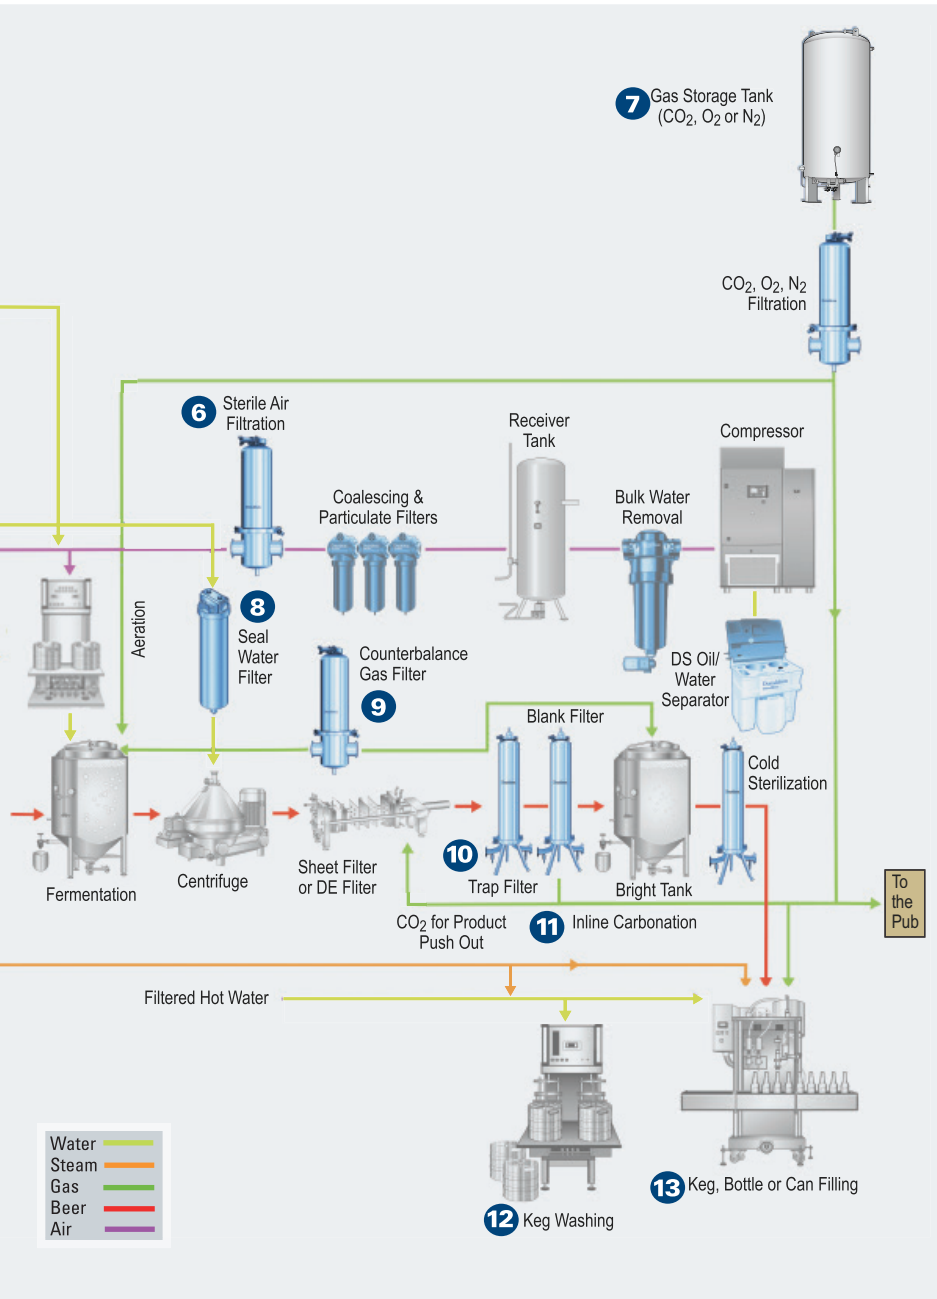 7
Gas Storage Tank
(CO2, O2 or N2)
CO2, O2, N2
Filtration
6
Sterile Air
Filtration
Receiver
Tank
Compressor
Coalescing &
Particulate Filters
Bulk Water
Removal
Aeration
8
Seal
Water
Filter
Counterbalance
Gas Filter
9
DS Oil/
Water
Separator
Blank Filter
Cold
Sterilization
10
Fermentation
Centrifuge
Sheet Filter
or DE Fliter
Trap Filter
Bright Tank
To
the
Pub
CO2 for Product
Push Out
11
Inline Carbonation
Filtered Hot Water
Water
Steam
Gas
Beer
Air
12
Keg Washing
13
Keg, Bottle or Can Filling